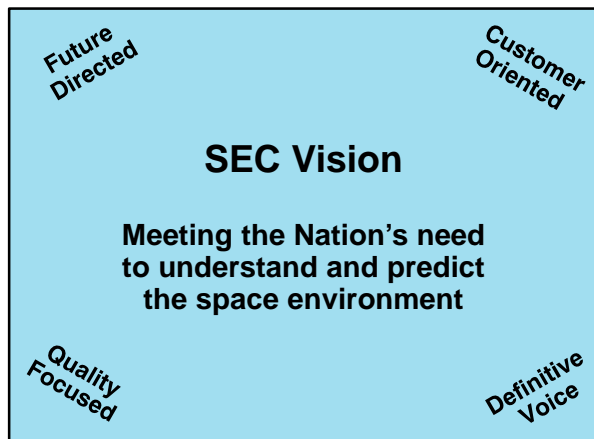 Future
Directed
Customer
Oriented
SEC Vision
Meeting the Nation's need
to understand and predict
the space environment
Quality
Focused
Definitive
Voice